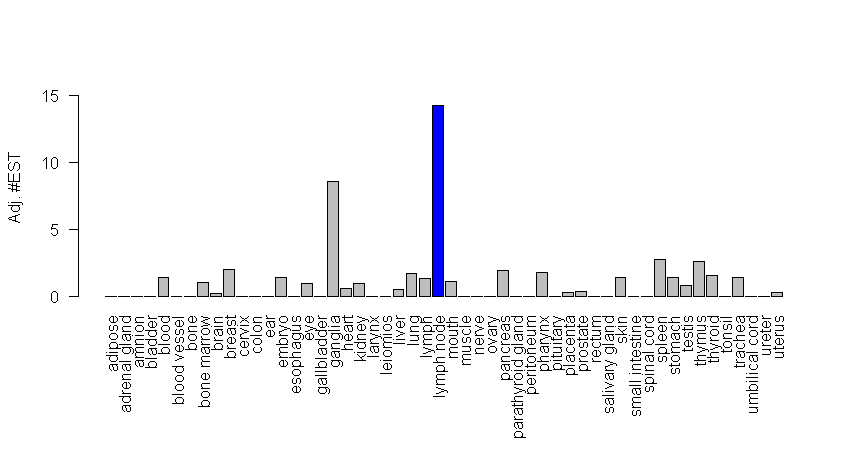 Adj. #EST
15
10
5
0
adipose
adrenal gland
amnion
bladder
blood
blood vessel
bone
bone marrow
brain
breast
cervix
colon
ear
embryo
esophagus
eye
gallbladder
ganglia
heart
kidney
larynx
leiomios
liver
lung
lymph
lymph node
mouth
muscle
nerve
ovary
pancreas
parathyroid gland
peritoneum
pharynx
pituitary
placenta
prostate
rectum
salivary gland
skin
small intestine
spinal cord
spleen
stomach
testis
thymus
thyroid
tonsil
trachea
umbilical cord
ureter
uterus